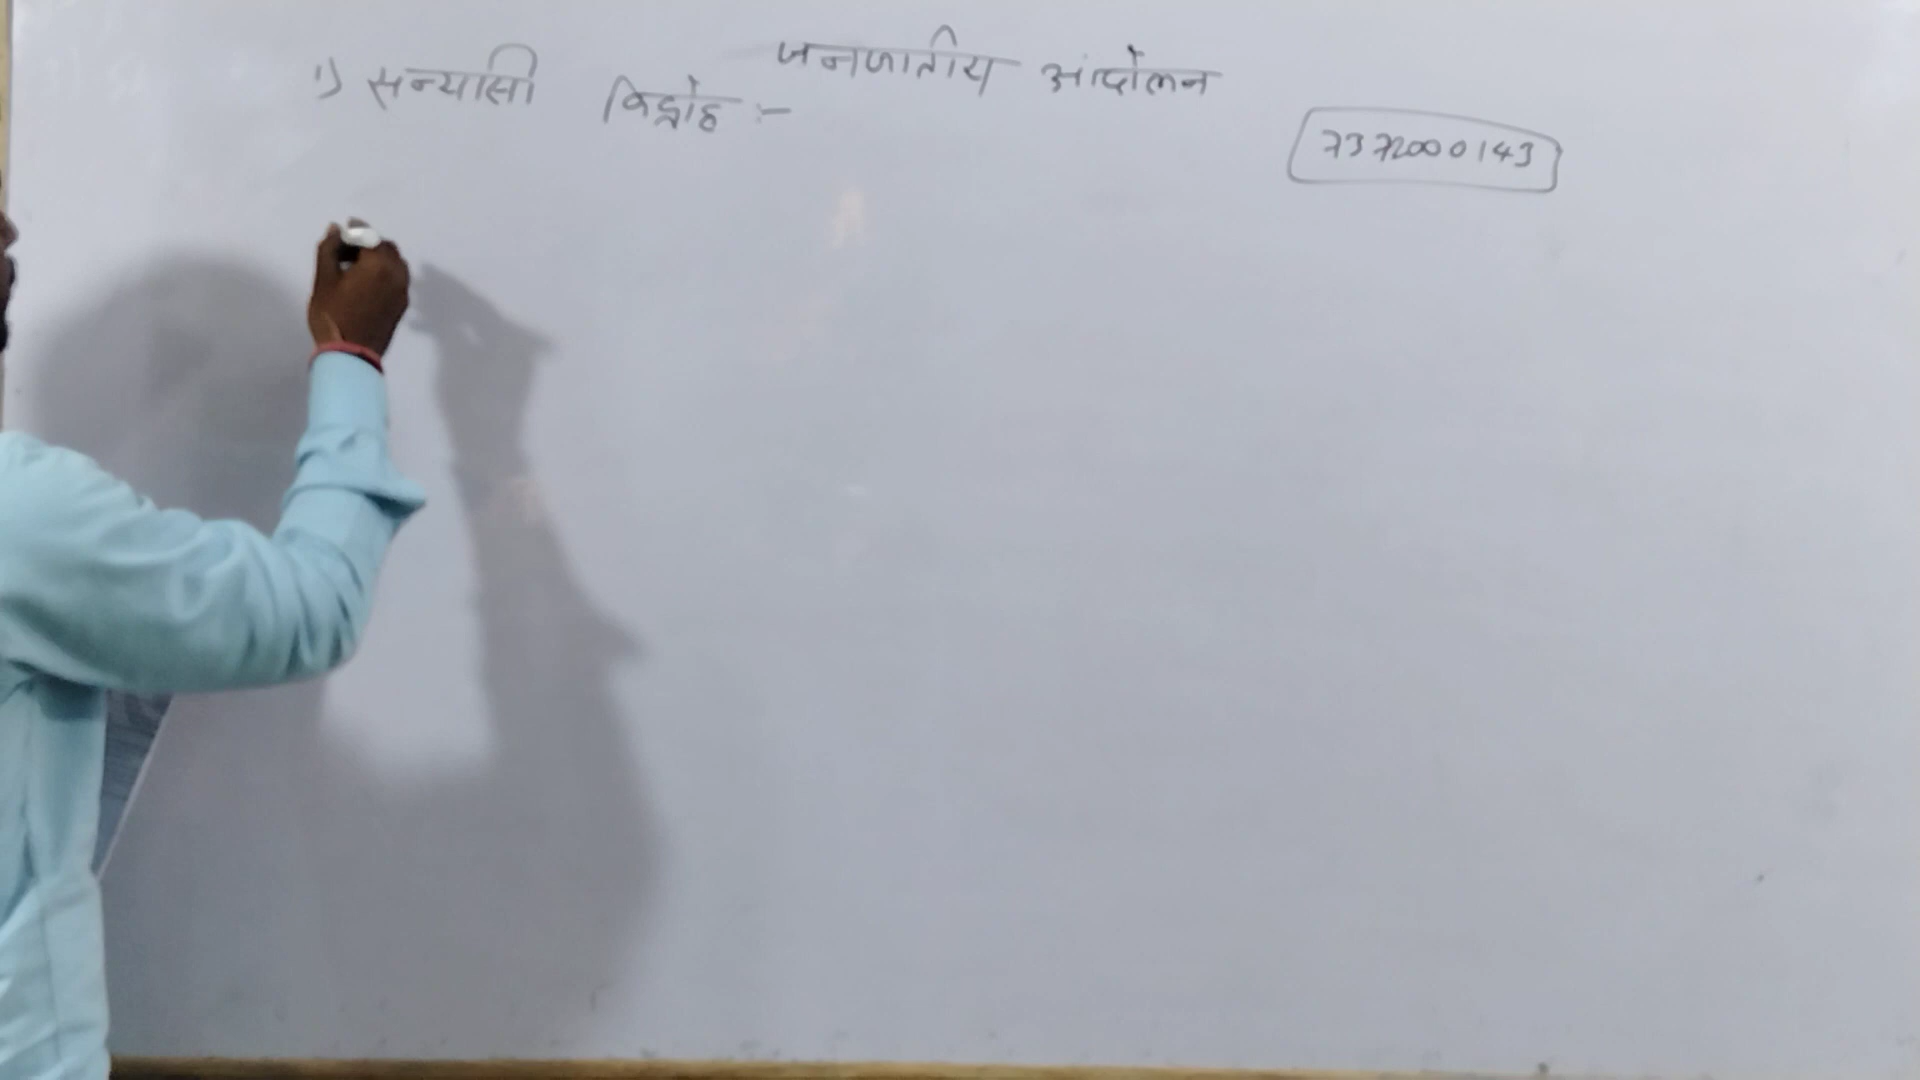 जनजातीय आंदोलन
1) सन्यासी विद्रोह :-
7372000143